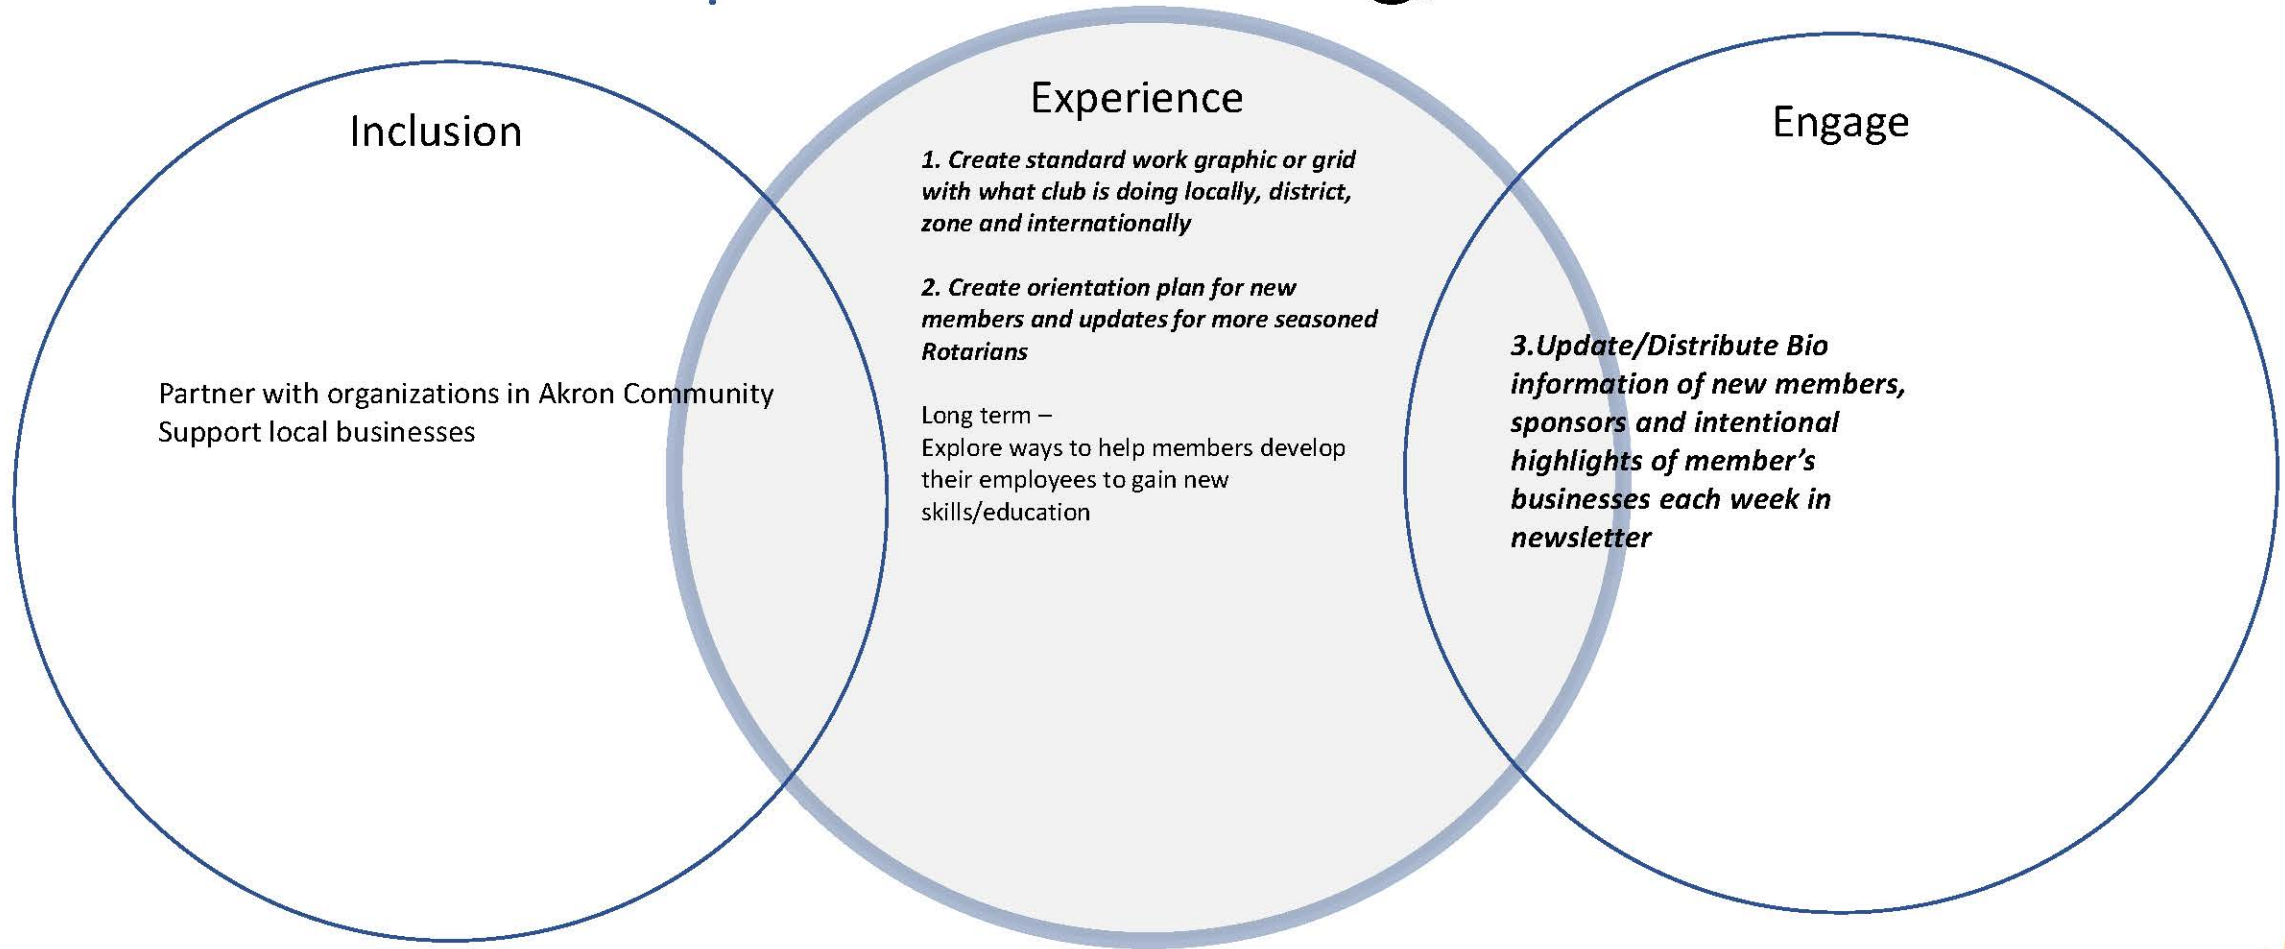 Inclusion
Experience
1. Create standard work graphic or grid
with what club is doing locally, district,
zone and internationally
2. Create orientation plan for new
members and updates for more seasoned
Rotarians
Long term –
Explore ways to help members develop
their employees to gain new
skills/education
Engage
Partner with organizations in Akron Community
Support local businesses
3.Update/Distribute Bio
information of new members,
sponsors and intentional
highlights of member’s
businesses each week in
newsletter